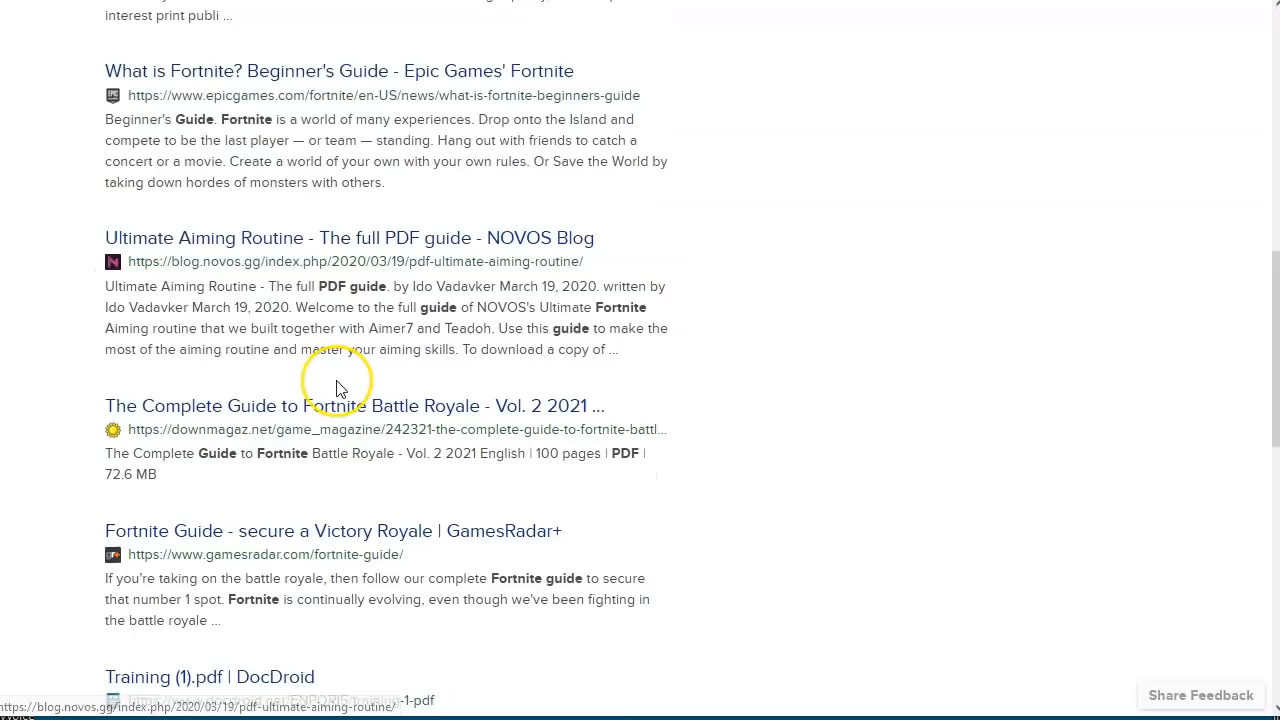 interest print publi ...
What is Fortnite? Beginner's Guide - Epic Games' Fortnite
https://www.epicgames.com/fortnite/en-US/news/what-is-fortnite-beginners-guide
Beginner's Guide. Fortnite is a world of many experiences. Drop onto the Island and
compete to be the last player — or team — standing. Hang out with friends to catch a
concert or a movie. Create a world of your own with your own rules. Or Save the World by
taking down hordes of monsters with others.
Ultimate Aiming Routine - The full PDF guide - NOVOS Blog
https://blog.novos.gg/index.php/2020/03/19/pdf-ultimate-aiming-routine/
Ultimate Aiming Routine - The full PDF guide. by Ido Vadavker March 19, 2020. written by
Ido Vadavker March 19, 2020. Welcome to the full guide of NOVOS's Ultimate Fortnite
Aiming routine that we built together with Aimer7 and Teadoh. Use this guide to make the
most of the aiming routine and master your aiming skills. To download a copy of ...
The Complete Guide to Fortnite Battle Royale - Vol. 2 2021 ...
https://downmagaz.net/game_magazine/242321-the-complete-guide-to-fortnite-battl...
The Complete Guide to Fortnite Battle Royale - Vol. 2 2021 English | 100 pages | PDF |
72.6 MB
Fortnite Guide - secure a Victory Royale | GamesRadar+
https://www.gamesradar.com/fortnite-guide/
If you're taking on the battle royale, then follow our complete Fortnite guide to secure
that number 1 spot. Fortnite is continually evolving, even though we've been fighting in
the battle royale ...
Training (1).pdf | DocDroid
Share Feedback
https://blog.novos.gg/index.php/2020/03/19/pdf-ultimate-aiming-routine/